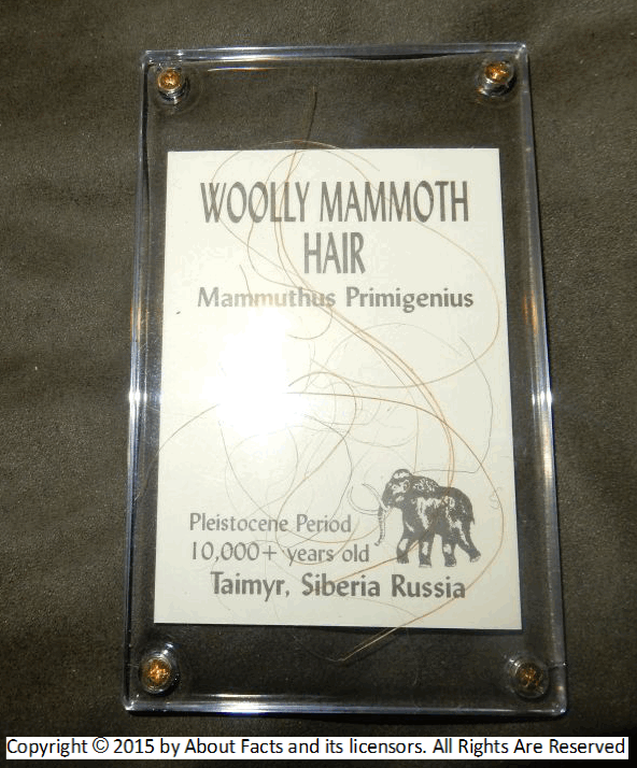 WOOLLY MAMMOTH
HAIR
Mammuthus Primigenius
Pleistocene Period
10,000+ years old
Taimyr, Siberia Russia
Copyright © 2015 by About Facts and its licensors. All Rights Are Reserved